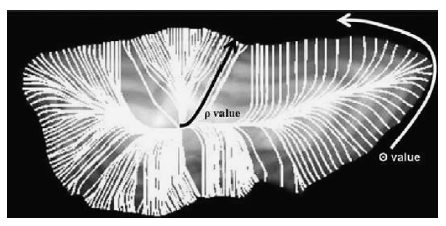 ρ value
Θ value